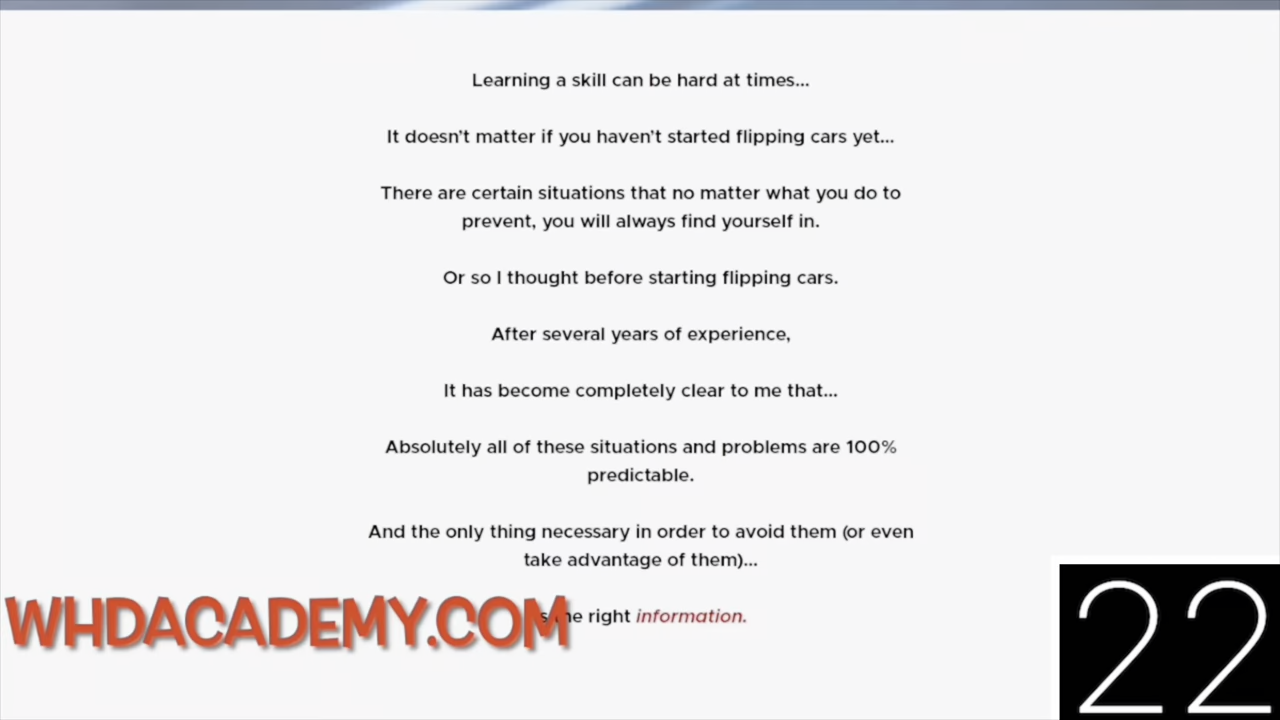 Learning a skill can be hard at times...
It doesn't matter if you haven't started flipping cars yet...
There are certain situations that no matter what you do to
prevent, you will always find yourself in.
Or so I thought before starting flipping cars.
After several years of experience,
It has become completely clear to me that...
Absolutely all of these situations and problems are 100%
predictable.
And the only thing necessary in order to avoid them (or even
take advantage of them)...
right information.
WHDACADEMY.COM
22